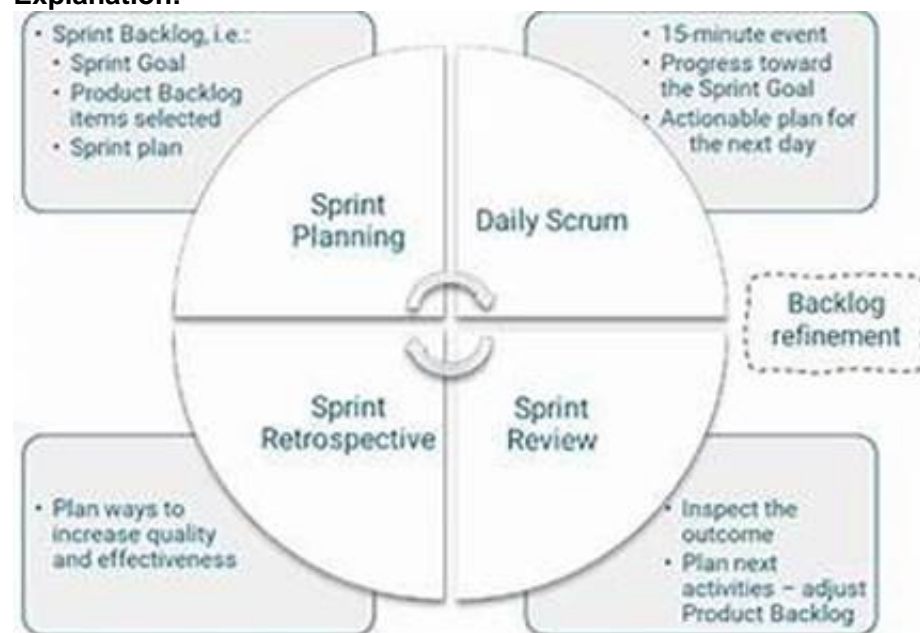 Explanation:
• Sprint Backlog, i.e.:
• Sprint Goal
• Product Backlog
items selected
• Sprint plan
• 15-minute event
• Progress toward
the Sprint Goal
• Actionable plan for
the next day
Sprint
Planning
Daily Scrum
Backlog
refinement
Sprint
Retrospective
Sprint
Review
• Plan ways to
increase quality
and effectiveness
• Inspect the
outcome
• Plan next
activities – adjust
Product Backlog